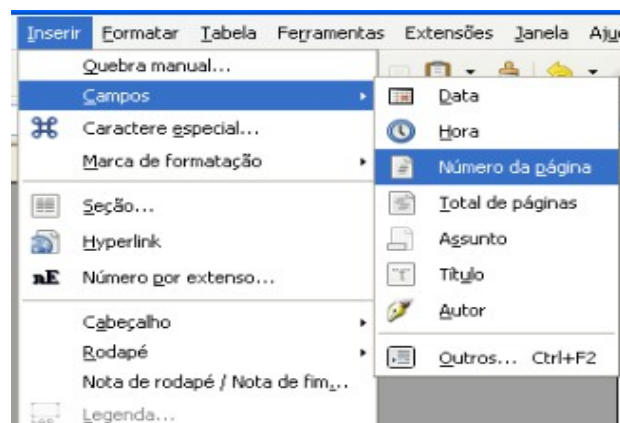 Inserir Formatar Tabela Ferramentas Extensões Janela Aju
Quebra manual...
Campos
Caractere especial...
Marca de formatação
Seção...
Hyperlink
Número por extenso...
Cabeçalho
Rodapé
Nota de rodapé / Nota de fim...
Legenda...
Data
Hora
Número da página
Total de páginas
Assunto
Título
Autor
Outros... Ctrl+F2